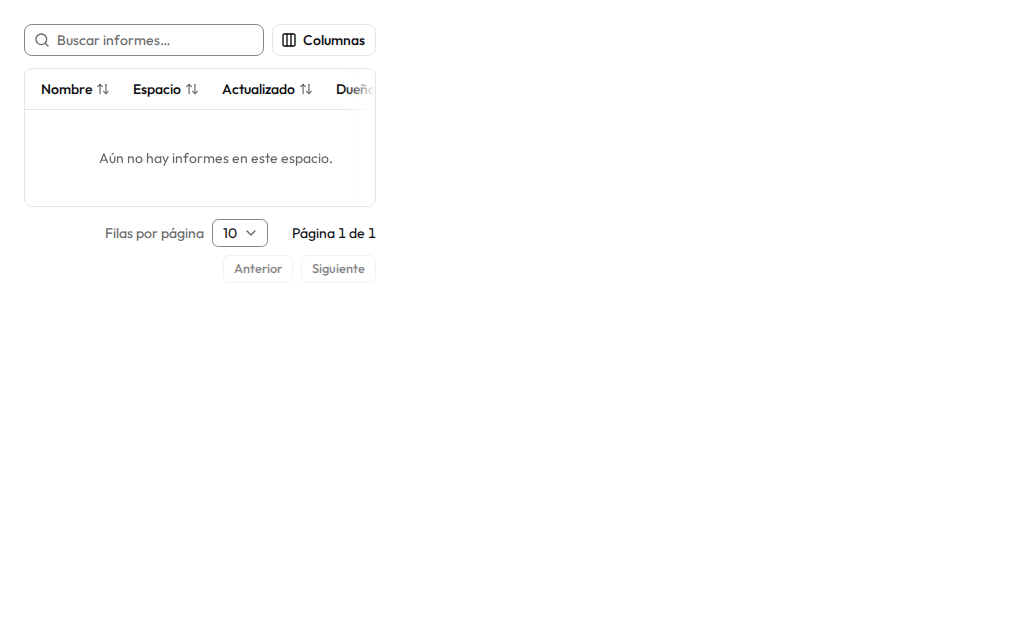 Buscar informes... Columnas
Nombre Espacio Actualizado Dueño
Aún no hay informes en este espacio.
Filas por página 10 Página 1 de 1
Anterior Siguiente